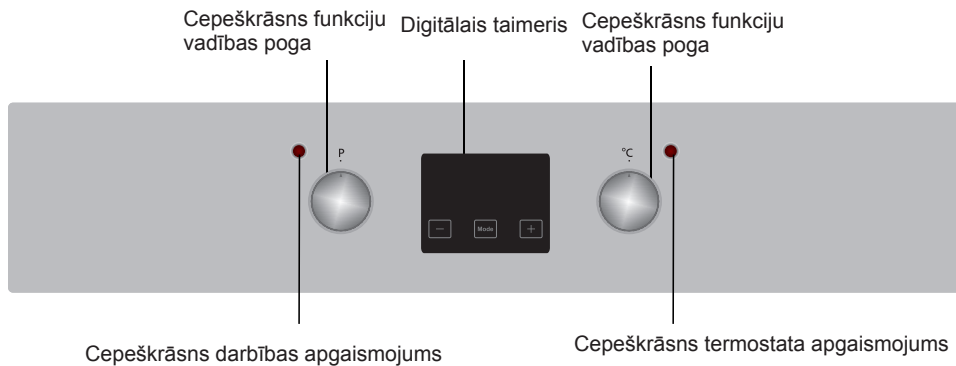 Cepeškrāsns funkciju
vadības poga
Digitālais taimeris
Cepeškrāsns funkciju
vadības poga
P
°C
−
Mode
+
Cepeškrāsns darbības apgaismojums
Cepeškrāsns termostata apgaismojums